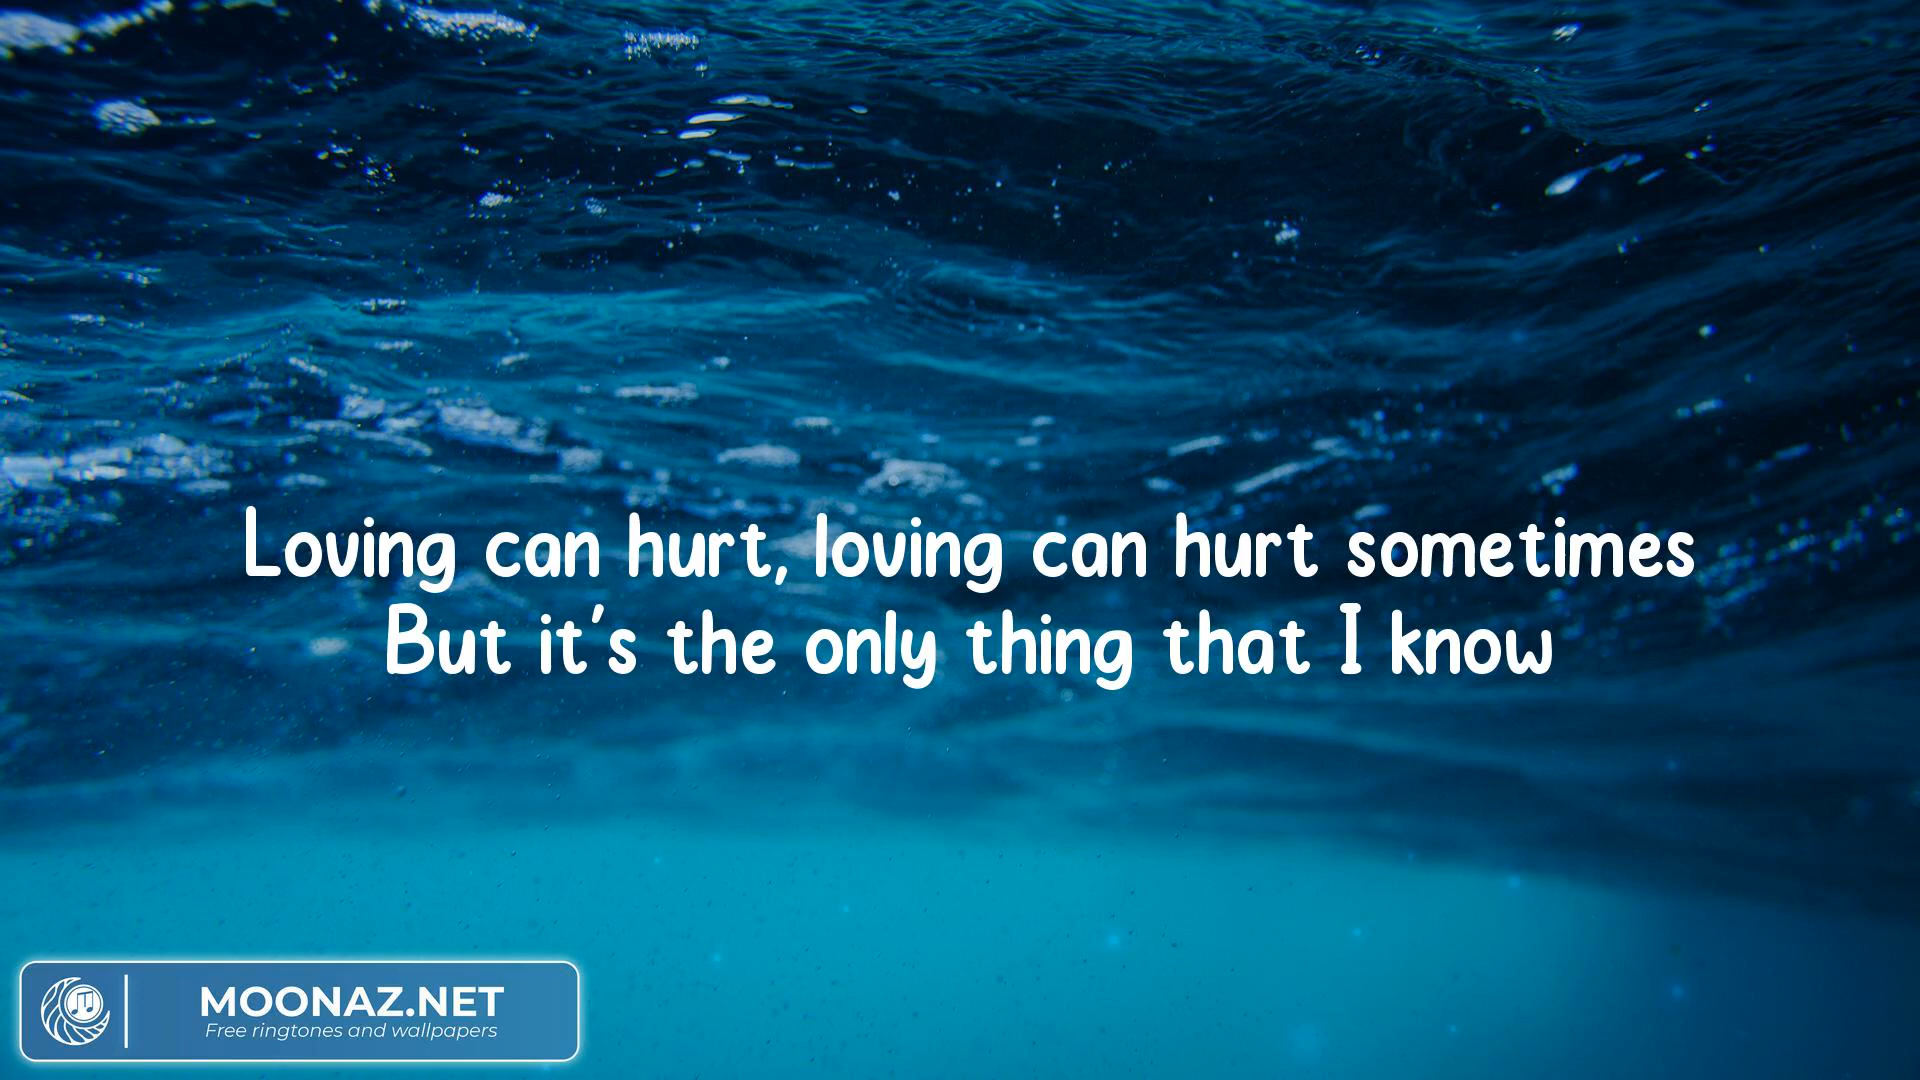 Loving can hurt, loving can hurt sometimes
But it's the only thing that I know
MOONAZ.NET
Free ringtones and wallpapers